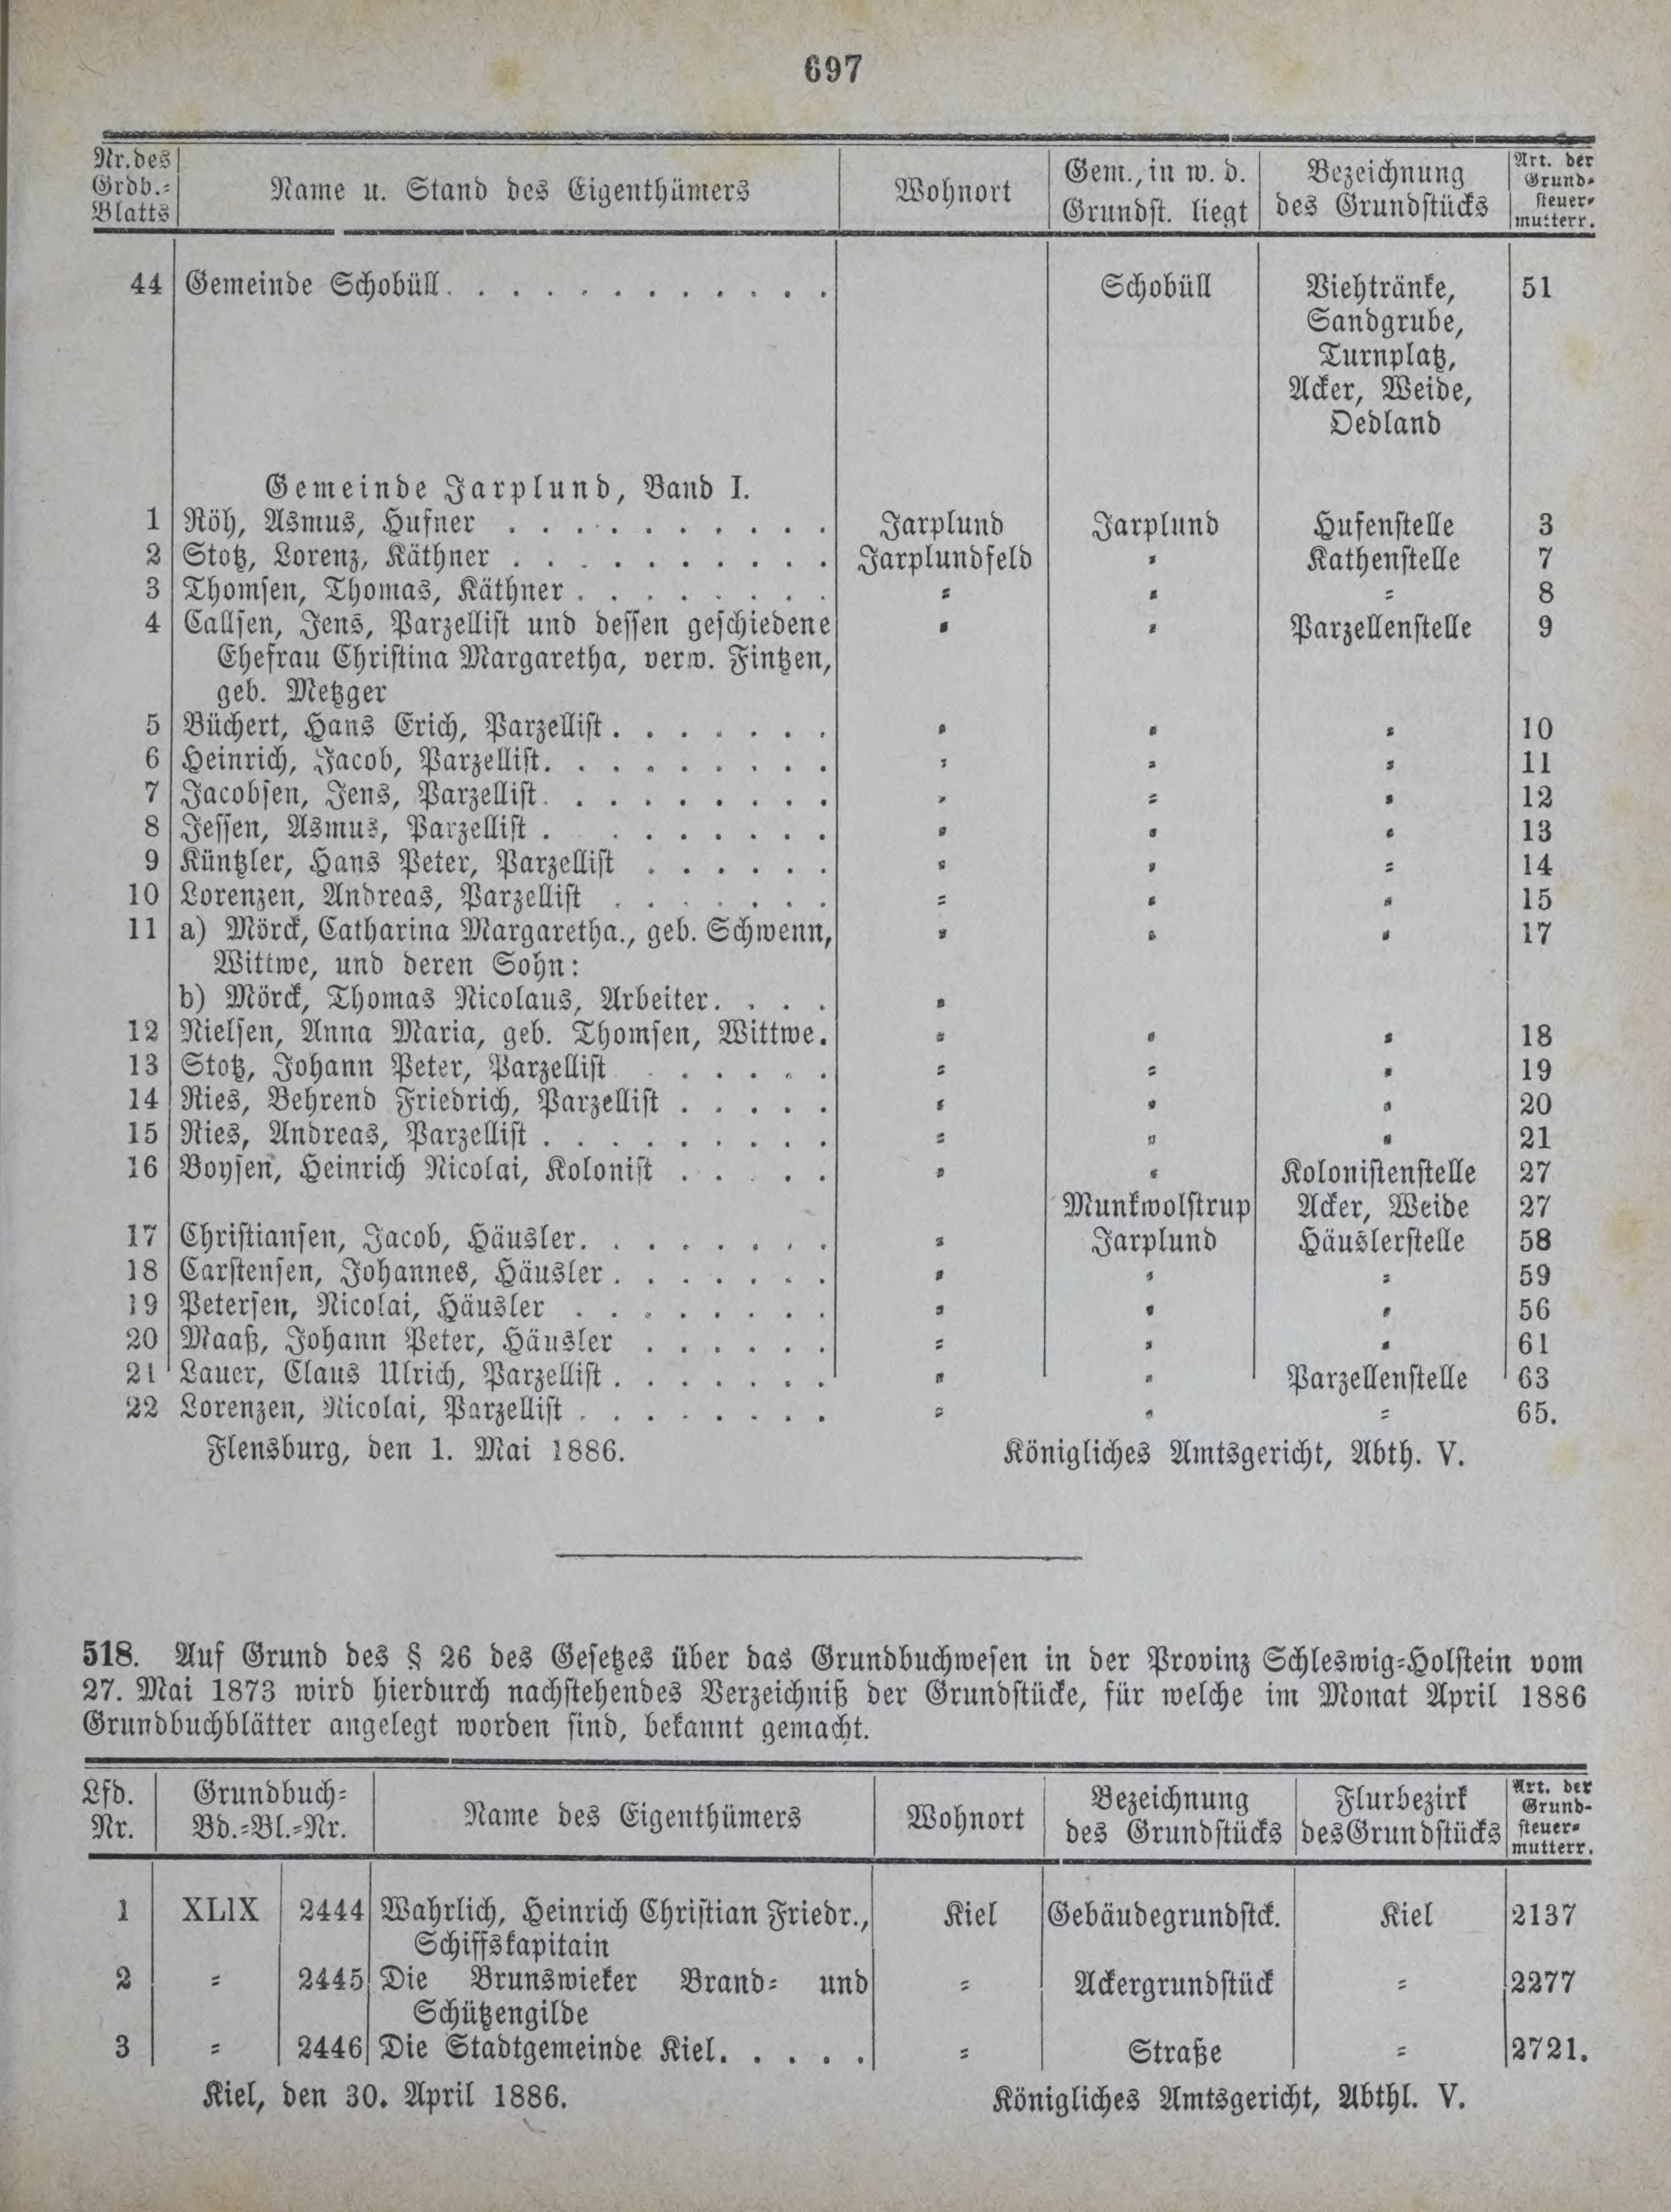 697
Nr. des Grdb.= Blatts | Name u. Stand des Eigenthümers | Wohnort | Gem., in w. d. Grundst. liegt | Bezeichnung des Grundstücks | Art. der Grund= steuer= mutterr.
44 Gemeinde Schobüll . . . . . . . . . . . . . Schobüll Viehtränke, 51
Sandgrube,
Turnplatz,
Acker, Weide,
Oedland
Gemeinde Jarplund, Band I.
1 Röh, Asmus, Hufner . . . . . . . . . . Jarplund Jarplund Hufenstelle 3
2 Stotz, Lorenz, Käthner . . . . . . . . . . Jarplundfeld = Kathenstelle 7
3 Thomsen, Thomas, Käthner . . . . . . . . = = = 8
4 Callsen, Jens, Parzellist und dessen geschiedene = = Parzellenstelle 9
Ehefrau Christina Margaretha, verw. Fintzen,
geb. Metzger
5 Büchert, Hans Erich, Parzellist . . . . . . . = = = 10
6 Heinrich, Jacob, Parzellist . . . . . . . . . = = = 11
7 Jacobsen, Jens, Parzellist . . . . . . . . . = = = 12
8 Jessen, Asmus, Parzellist . . . . . . . . = = = 13
9 Küntzler, Hans Peter, Parzellist . . . . . . = = = 14
10 Lorenzen, Andreas, Parzellist . . . . . . . = = = 15
11 a) Mörck, Catharina Margaretha., geb. Schwenn, = = = 17
Wittwe, und deren Sohn:
b) Mörck, Thomas Nicolaus, Arbeiter . . . . =
12 Nielsen, Anna Maria, geb. Thomsen, Wittwe. = = = 18
13 Stotz, Johann Peter, Parzellist . . . . . . = = = 19
14 Ries, Behrend Friedrich, Parzellist . . . . . = = = 20
15 Ries, Andreas, Parzellist . . . . . . . . . = = = 21
16 Boysen, Heinrich Nicolai, Kolonist . . . . . = = Kolonistenstelle 27
Munkwolstrup Acker, Weide 27
17 Christiansen, Jacob, Häusler . . . . . . . . = Jarplund Häuslerstelle 58
18 Carstensen, Johannes, Häusler . . . . . . . = = = 59
19 Petersen, Nicolai, Häusler . . . . . . . . = = = 56
20 Maaß, Johann Peter, Häusler . . . . . . = = = 61
21 Lauer, Claus Ulrich, Parzellist . . . . . . . = = Parzellenstelle 63
22 Lorenzen, Nicolai, Parzellist . . . . . . . . = = = 65.
Flensburg, den 1. Mai 1886. Königliches Amtsgericht, Abth. V.
518. Auf Grund des § 26 des Gesetzes über das Grundbuchwesen in der Provinz Schleswig=Holstein vom
27. Mai 1873 wird hierdurch nachstehendes Verzeichniß der Grundstücke, für welche im Monat April 1886
Grundbuchblätter angelegt worden sind, bekannt gemacht.
Lfd. Nr. | Grundbuch= Bd.=Bl.=Nr. | Name des Eigenthümers | Wohnort | Bezeichnung des Grundstücks | Flurbezirk des Grundstücks | Art. der Grund= steuer= mutterr.
1 XLIX 2444 Wahrlich, Heinrich Christian Friedr., Kiel Gebäudegrundstck. Kiel 2137
Schiffskapitain
2 = 2445 Die Brunswieker Brand= und = Ackergrundstück = 2277
Schützengilde
3 = 2446 Die Stadtgemeinde Kiel . . . . . = Straße = 2721.
Kiel, den 30. April 1886. Königliches Amtsgericht, Abthl. V.